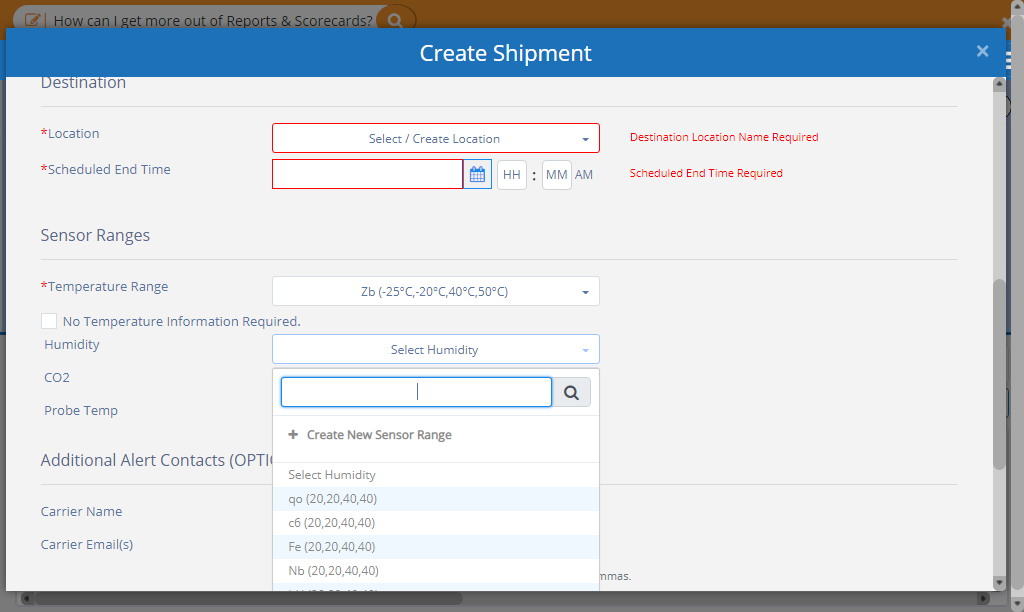 How can I get more out of Reports & Scorecards?
Create Shipment ×
Destination
*Location
Select / Create Location
Destination Location Name Required
*Scheduled End Time
HH : MM AM
Scheduled End Time Required
Sensor Ranges
*Temperature Range
Zb (-25°C,-20°C,40°C,50°C)
No Temperature Information Required.
Humidity
Select Humidity
CO2
Probe Temp
+ Create New Sensor Range
Additional Alert Contacts (OPTI
Select Humidity
qo (20,20,40,40)
Carrier Name
c6 (20,20,40,40)
Carrier Email(s)
Fe (20,20,40,40)
Nb (20,20,40,40)
mmas.